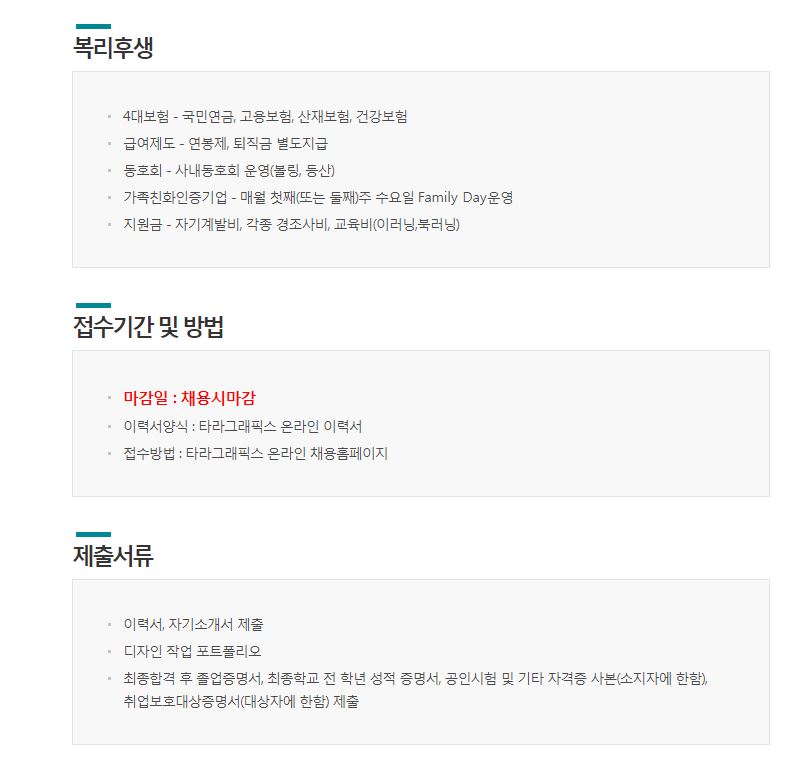 복리후생
4대보험 - 국민연금, 고용보험, 산재보험, 건강보험
급여제도 - 연봉제, 퇴직금 별도지급
동호회 - 사내동호회 운영(볼링, 등산)
가족친화인증기업 - 매월 첫째(또는 둘째)주 수요일 Family Day운영
지원금 - 자기계발비, 각종 경조사비, 교육비(이러닝,북러닝)
접수기간 및 방법
마감일 : 채용시마감
이력서양식 : 타라그래픽스 온라인 이력서
접수방법 : 타라그래픽스 온라인 채용홈페이지
제출서류
이력서, 자기소개서 제출
디자인 작업 포트폴리오
최종합격 후 졸업증명서, 최종학교 전 학년 성적 증명서, 공인시험 및 기타 자격증 사본(소지자에 한함),
취업보호대상증명서(대상자에 한함) 제출